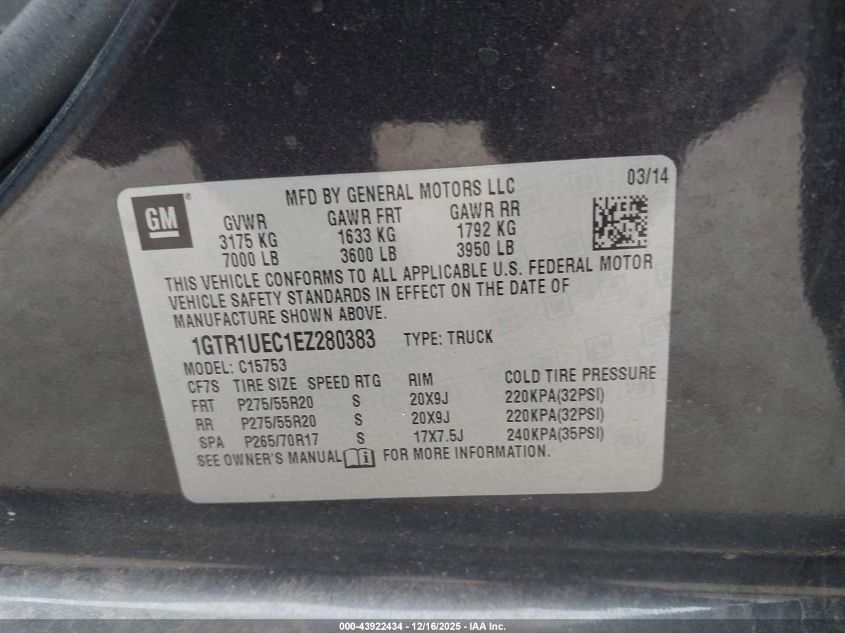 GM
MFD BY GENERAL MOTORS LLC 03/14
GVWR GAWR FRT GAWR RR
3175 KG 1633 KG 1792 KG
7000 LB 3600 LB 3950 LB
THIS VEHICLE CONFORMS TO ALL APPLICABLE U.S. FEDERAL MOTOR
VEHICLE SAFETY STANDARDS IN EFFECT ON THE DATE OF
MANUFACTURE SHOWN ABOVE.
1GTR1UEC1EZ280383 TYPE: TRUCK
MODEL: C15753
CF7S TIRE SIZE SPEED RTG RIM COLD TIRE PRESSURE
FRT P275/55R20 S 20X9J 220KPA(32PSI)
RR P275/55R20 S 20X9J 220KPA(32PSI)
SPA P265/70R17 S 17X7.5J 240KPA(35PSI)
SEE OWNER'S MANUAL FOR MORE INFORMATION.
000-43922434 - 12/16/2025 - IAA Inc.